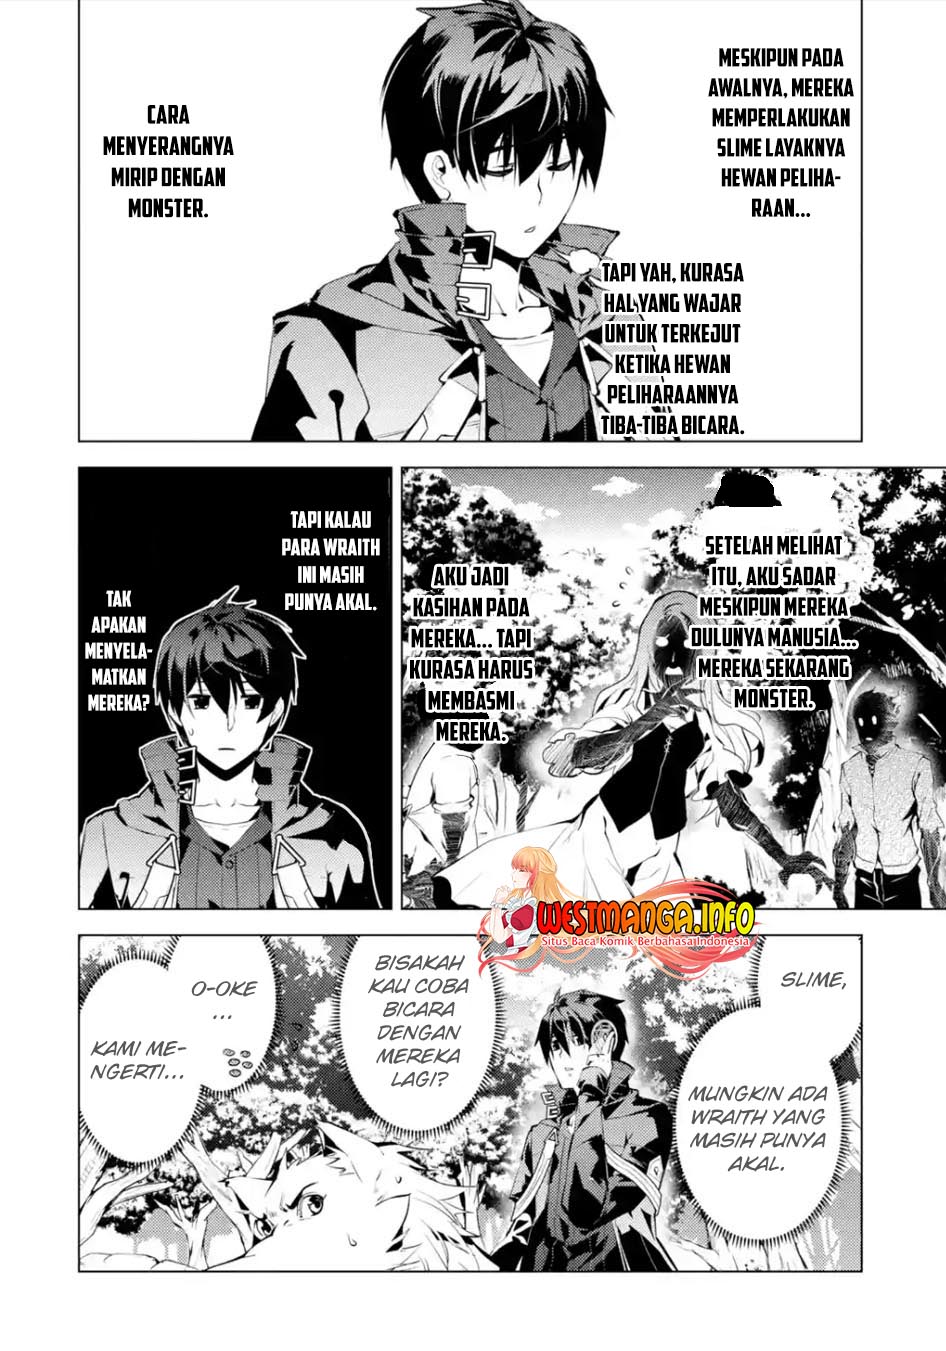 MESKIPUN PADA
AWALNYA, MEREKA
MEMPERLAKUKAN
SLIME LAYAKNYA
HEWAN PELIHA-
RAAN...
TAPI YAH, KURASA
HAL YANG WAJAR
UNTUK TERKEJUT
KETIKA HEWAN
PELIHARAANNYA
TIBA-TIBA BICARA.
CARA
MENYERANGNYA
MIRIP DENGAN
MONSTER.
SETELAH MELIHAT
ITU, AKU SADAR
MESKIPUN MEREKA
DULUNYA MANUSIA...
MEREKA SEKARANG
MONSTER.
AKU JADI
KASIHAN PADA
MEREKA... TAPI
KURASA HARUS
MEMBASMI
MEREKA.
TAPI KALAU
PARA WRAITH
INI MASIH
PUNYA AKAL.
TAK
APAKAN
MENYELA-
MATKAN
MEREKA?
WESTMANGA.INFO
Situs Baca Komik Berbahasa Indonesia
SLIME,
MUNGKIN ADA
WRAITH YANG
MASIH PUNYA
AKAL.
BISAKAH
KAU COBA
BICARA
DENGAN
MEREKA
LAGI?
O-OKE
...
KAMI ME-
NGERTI...